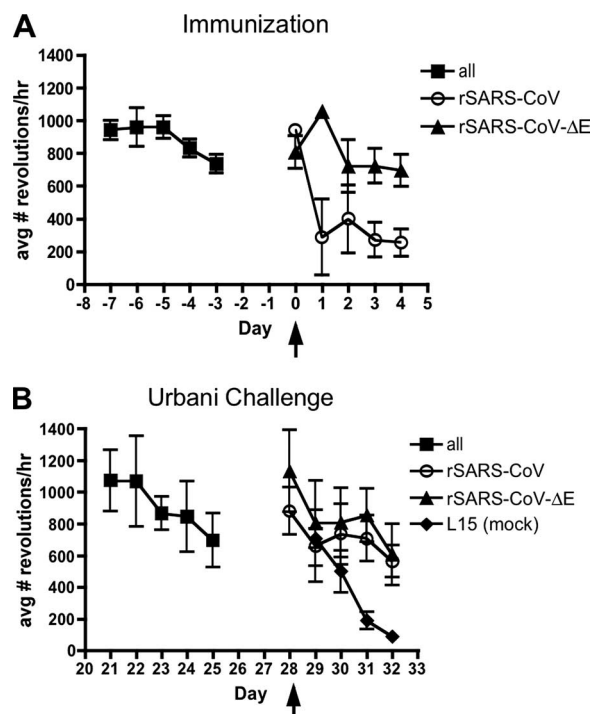 A
Immunization
1400
1200
1000
800
600
400
200
0
avg # revolutions/hr
-8 -7 -6 -5 -4 -3 -2 -1 0 1 2 3 4 5
Day
all
rSARS-CoV
rSARS-CoV-ΔE
B
Urbani Challenge
1400
1200
1000
800
600
400
200
0
avg # revolutions/hr
20 21 22 23 24 25 26 27 28 29 30 31 32 33
Day
all
rSARS-CoV
rSARS-CoV-ΔE
L15 (mock)